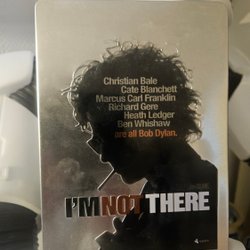 Christian Bale
Cate Blanchett
Marcus Carl Franklin
Richard Gere
Heath Ledger
Ben Whishaw
are all Bob Dylan.
I'M NOT THERE